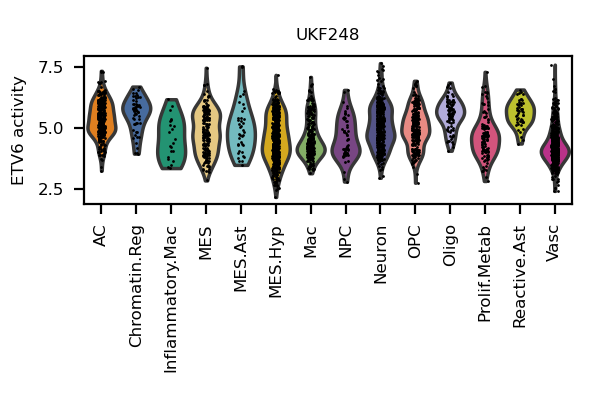 UKF248
ETV6 activity
7.5
5.0
2.5
AC
Chromatin.Reg
Inflammatory.Mac
MES
MES.Ast
MES.Hyp
Mac
NPC
Neuron
OPC
Oligo
Prolif.Metab
Reactive.Ast
Vasc